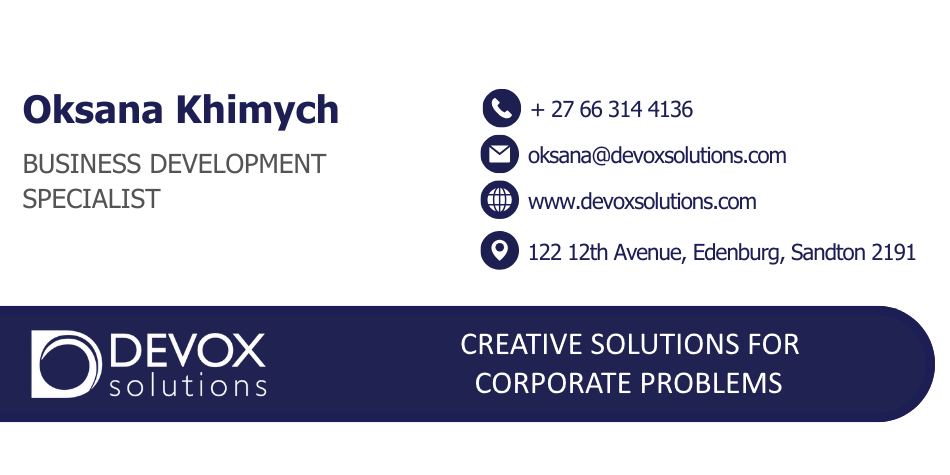 Oksana Khimych
BUSINESS DEVELOPMENT
SPECIALIST
+ 27 66 314 4136
oksana@devoxsolutions.com
www.devoxsolutions.com
122 12th Avenue, Edenburg, Sandton 2191
DEVOX
solutions
CREATIVE SOLUTIONS FOR
CORPORATE PROBLEMS